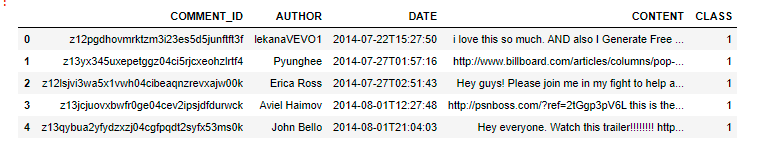 COMMENT_ID AUTHOR DATE CONTENT CLASS
0 z12pgdhovmrktzm3i23es5d5junftft3f lekanaVEVO1 2014-07-22T15:27:50 i love this so much. AND also I Generate Free ... 1
1 z13yx345uxepetggz04ci5rjcxeohzlrtf4 Pyunghee 2014-07-27T01:57:16 http://www.billboard.com/articles/columns/pop-... 1
2 z12lsjvi3wa5x1vwh04cibeaqnzrevxajw00k Erica Ross 2014-07-27T02:51:43 Hey guys! Please join me in my fight to help a... 1
3 z13jcjuovxbwfr0ge04cev2ipsjdfdurwck Aviel Haimov 2014-08-01T12:27:48 http://psnboss.com/?ref=2tGgp3pV6L this is the... 1
4 z13qybua2yfydzxzj04cgfpqdt2syfx53ms0k John Bello 2014-08-01T21:04:03 Hey everyone. Watch this trailer!!!!!!!! http... 1